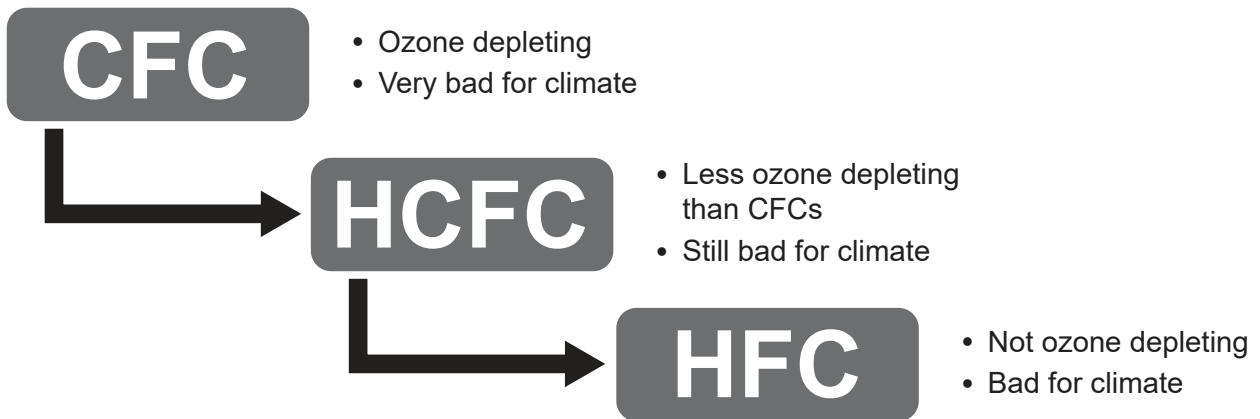 CFC
• Ozone depleting
• Very bad for climate
HCFC
• Less ozone depleting
than CFCs
• Still bad for climate
HFC
• Not ozone depleting
• Bad for climate